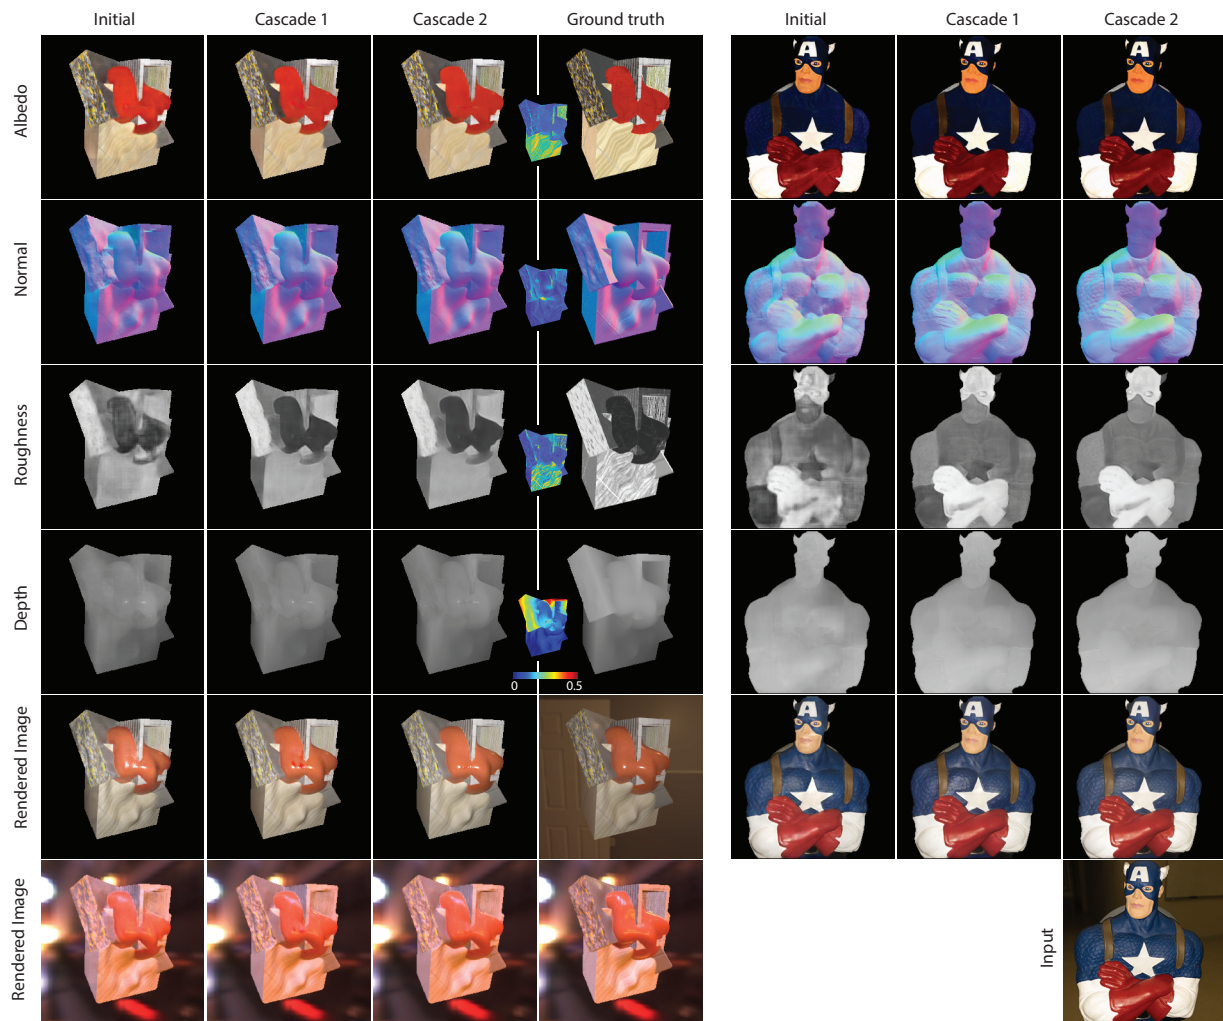 Initial Cascade 1 Cascade 2 Ground truth Initial Cascade 1 Cascade 2
Albedo
A A A
Normal
Roughness
Depth
0 0.5
Rendered Image
A A A
Rendered Image
Input
A